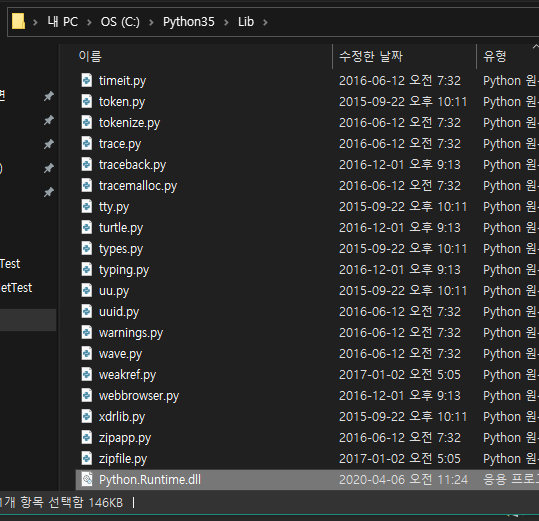 내 PC > OS (C:) > Python35 > Lib >
이름 수정한 날짜 유형
timeit.py 2016-06-12 오전 7:32 Python 원
면 token.py 2015-09-22 오후 10:11 Python 원
tokenize.py 2016-06-12 오전 7:32 Python 원
trace.py 2016-06-12 오전 7:32 Python 원
) traceback.py 2016-12-01 오후 9:13 Python 원
tracemalloc.py 2016-06-12 오전 7:32 Python 원
tty.py 2015-09-22 오전 10:11 Python 원
turtle.py 2016-12-01 오후 9:13 Python 원
types.py 2015-09-22 오전 10:11 Python 원
Test typing.py 2016-12-01 오후 9:13 Python 원
etTest uu.py 2015-09-22 오전 10:11 Python 원
uuid.py 2016-06-12 오전 7:32 Python 원
warnings.py 2016-06-12 오전 7:32 Python 원
wave.py 2016-06-12 오전 7:32 Python 원
weakref.py 2017-01-02 오전 5:05 Python 원
webbrowser.py 2016-12-01 오후 9:13 Python 원
xdrlib.py 2015-09-22 오전 10:11 Python 원
zipapp.py 2016-06-12 오전 7:32 Python 원
zipfile.py 2017-01-02 오전 5:05 Python 원
Python.Runtime.dll 2020-04-06 오전 11:24 응용 프로
1개 항목 선택함 146KB